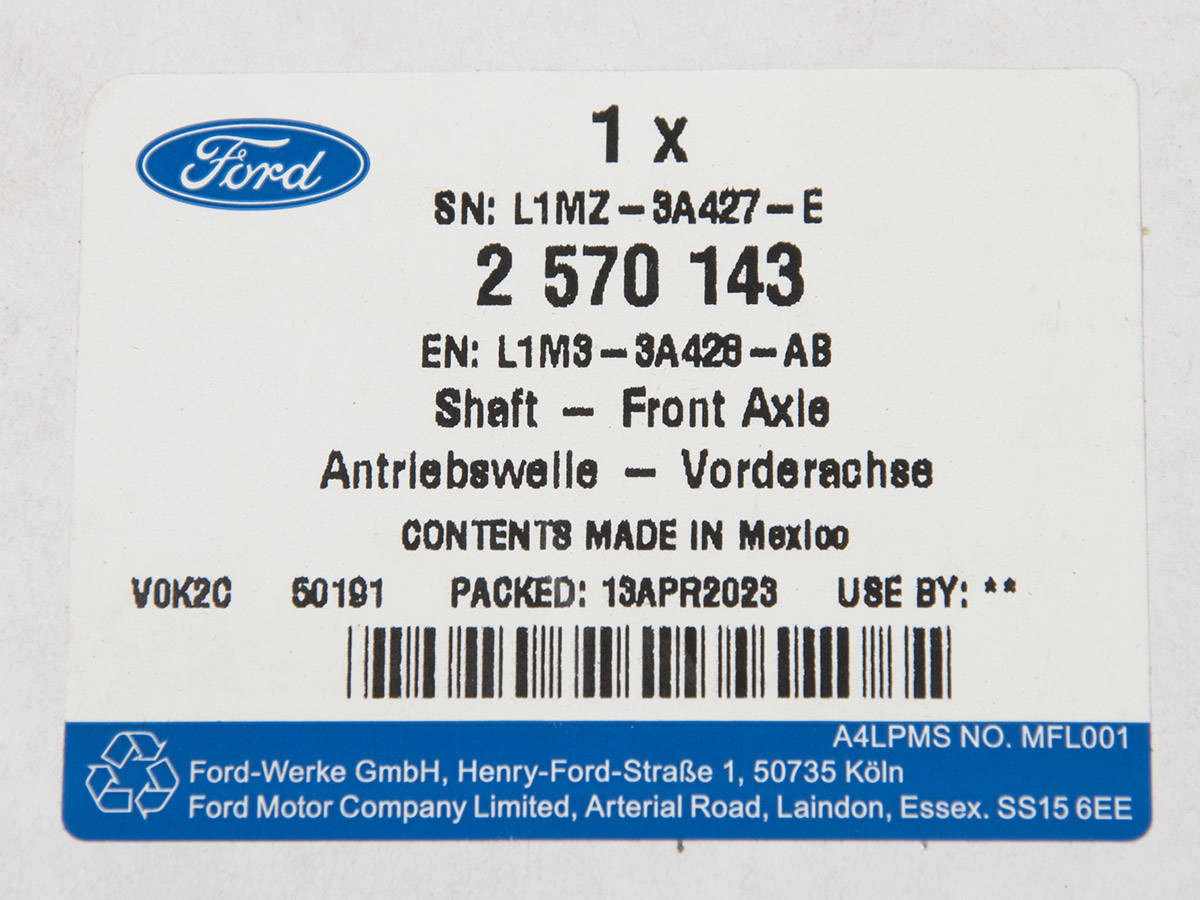 Ford
1 x
SN: L1MZ-3A427-E
2 570 143
EN: L1M3-3A428-AB
Shaft - Front Axle
Antriebswelle - Vorderachse
CONTENTS MADE IN Mexico
V0K2C 50191 PACKED: 13APR2023 USE BY: **
A4LPMS NO. MFL001
Ford-Werke GmbH, Henry-Ford-Straße 1, 50735 Köln
Ford Motor Company Limited, Arterial Road, Laindon, Essex. SS15 6EE